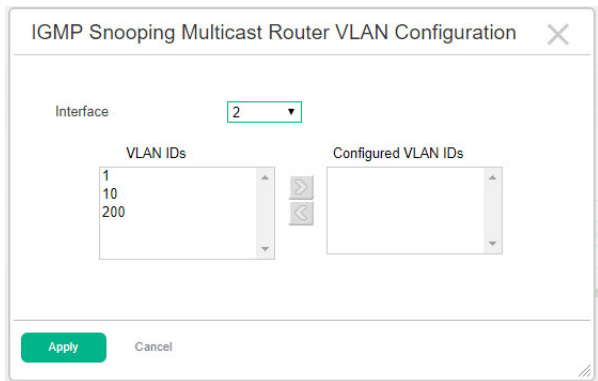 IGMP Snooping Multicast Router VLAN Configuration
Interface
2
VLAN IDs
Configured VLAN IDs
1
10
200
Apply
Cancel